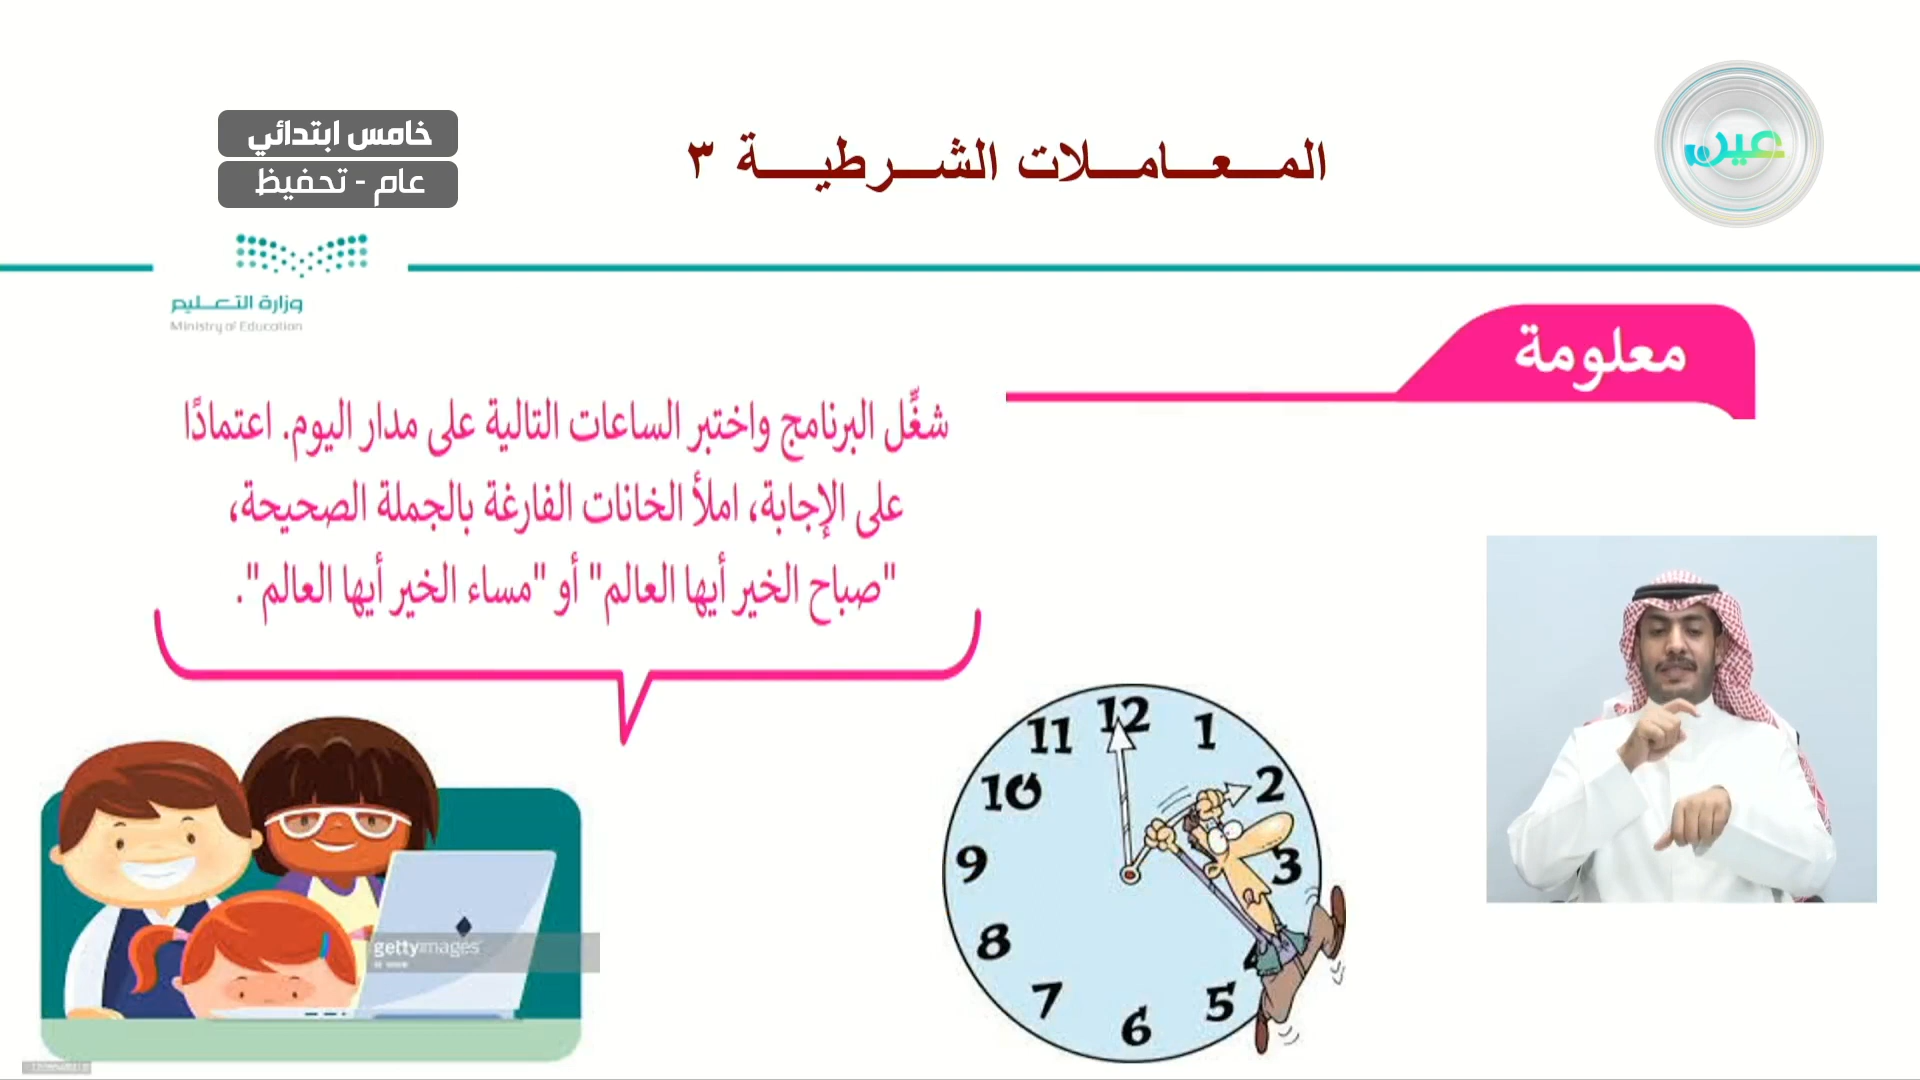 المعاملات الشرطية ٣
خامس ابتدائي
عام - تحفيظ
عين
وزارة التعليم
Ministry of Education
معلومة
شغِّل البرنامج واختبر الساعات التالية على مدار اليوم. اعتمادًا
على الإجابة، املأ الخانات الفارغة بالجملة الصحيحة،
"صباح الخير أيها العالم" أو "مساء الخير أيها العالم".
12
1
2
3
5
6
7
8
9
10
11
gettyimages